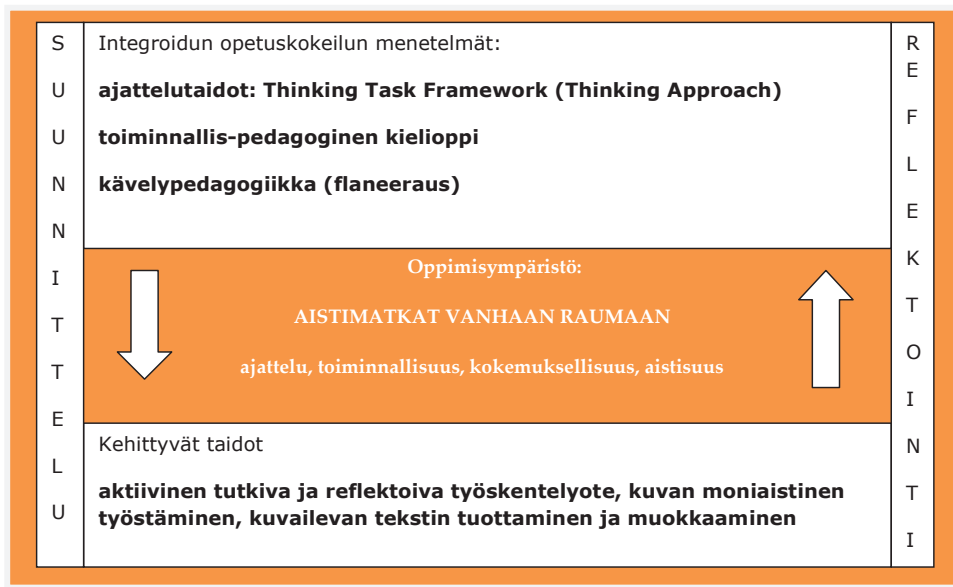 SUUNNITTELU
Integroidun opetuskokeilun menetelmät:
ajattelutaidot: Thinking Task Framework (Thinking Approach)
toiminnallis-pedagoginen kielioppi
kävelypedagogiikka (flaneeraus)
Oppimisympäristö:
AISTIMATKAT VANHAAN RAUMAAN
ajattelu, toiminnallisuus, kokemuksellisuus, aistisuus
Kehittyvät taidot
aktiivinen tutkiva ja reflektoiva työskentelyote, kuvan moniaistinen
työstäminen, kuvailevan tekstin tuottaminen ja muokkaaminen
REFLEKTOINTI